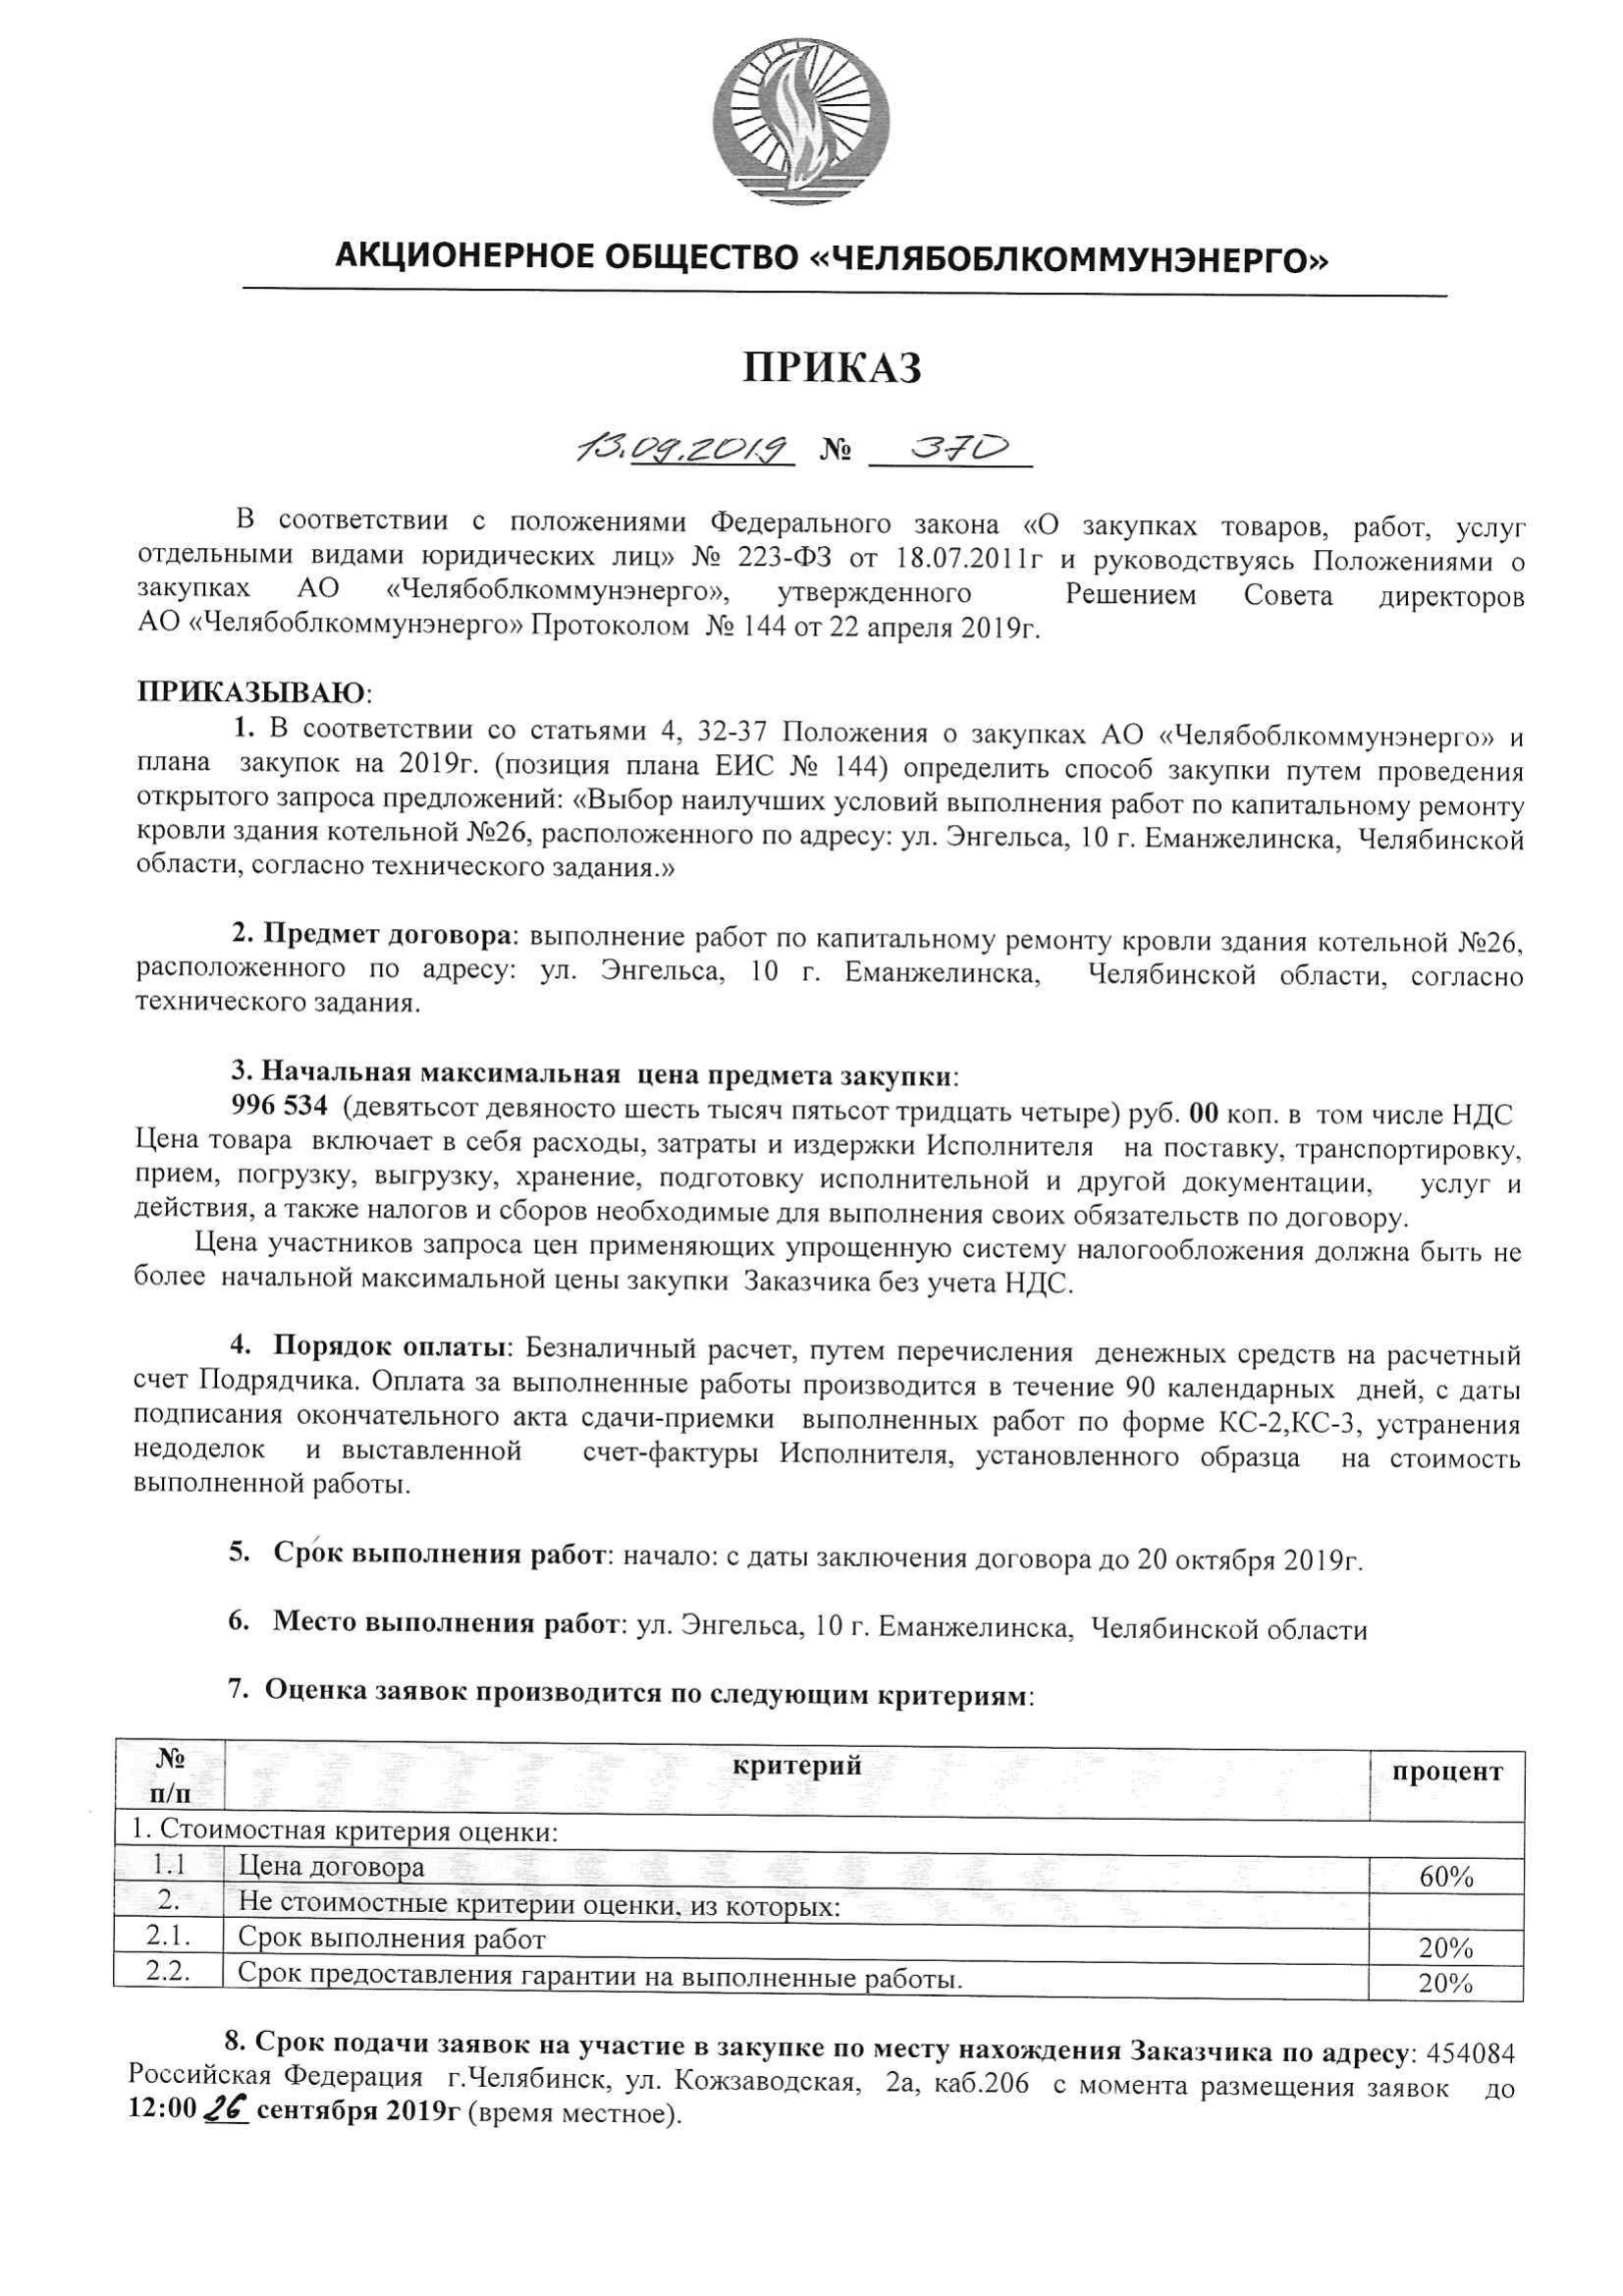 АКЦИОНЕРНОЕ ОБЩЕСТВО «ЧЕЛЯБОБЛКОММУНЭНЕРГО»
ПРИКАЗ
13.09.2019 № 370
В соответствии с положениями Федерального закона «О закупках товаров, работ, услуг
отдельными видами юридических лиц» № 223-ФЗ от 18.07.2011г и руководствуясь Положениями о
закупках АО «Челябоблкоммунэнерго», утвержденного Решением Совета директоров
АО «Челябоблкоммунэнерго» Протоколом № 144 от 22 апреля 2019г.
ПРИКАЗЫВАЮ:
1. В соответствии со статьями 4, 32-37 Положения о закупках АО «Челябоблкоммунэнерго» и
плана закупок на 2019г. (позиция плана ЕИС № 144) определить способ закупки путем проведения
открытого запроса предложений: «Выбор наилучших условий выполнения работ по капитальному ремонту
кровли здания котельной №26, расположенного по адресу: ул. Энгельса, 10 г. Еманжелинска, Челябинской
области, согласно технического задания.»
2. Предмет договора: выполнение работ по капитальному ремонту кровли здания котельной №26,
расположенного по адресу: ул. Энгельса, 10 г. Еманжелинска, Челябинской области, согласно
технического задания.
3. Начальная максимальная цена предмета закупки:
996 534 (девятьсот девяносто шесть тысяч пятьсот тридцать четыре) руб. 00 коп. в том числе НДС
Цена товара включает в себя расходы, затраты и издержки Исполнителя на поставку, транспортировку,
прием, погрузку, выгрузку, хранение, подготовку исполнительной и другой документации, услуг и
действия, а также налогов и сборов необходимые для выполнения своих обязательств по договору.
Цена участников запроса цен применяющих упрощенную систему налогообложения должна быть не
более начальной максимальной цены закупки Заказчика без учета НДС.
4. Порядок оплаты: Безналичный расчет, путем перечисления денежных средств на расчетный
счет Подрядчика. Оплата за выполненные работы производится в течение 90 календарных дней, с даты
подписания окончательного акта сдачи-приемки выполненных работ по форме КС-2,КС-3, устранения
недоделок и выставленной счет-фактуры Исполнителя, установленного образца на стоимость
выполненной работы.
5. Срок выполнения работ: начало: с даты заключения договора до 20 октября 2019г.
6. Место выполнения работ: ул. Энгельса, 10 г. Еманжелинска, Челябинской области
7. Оценка заявок производится по следующим критериям:
№ критерий процент
п/п
1. Стоимостная критерия оценки:
1.1 Цена договора 60%
2. Не стоимостные критерии оценки, из которых:
2.1. Срок выполнения работ 20%
2.2. Срок предоставления гарантии на выполненные работы. 20%
8. Срок подачи заявок на участие в закупке по месту нахождения Заказчика по адресу: 454084
Российская Федерация г.Челябинск, ул. Кожзаводская, 2а, каб.206 с момента размещения заявок до
12:00 26 сентября 2019г (время местное).